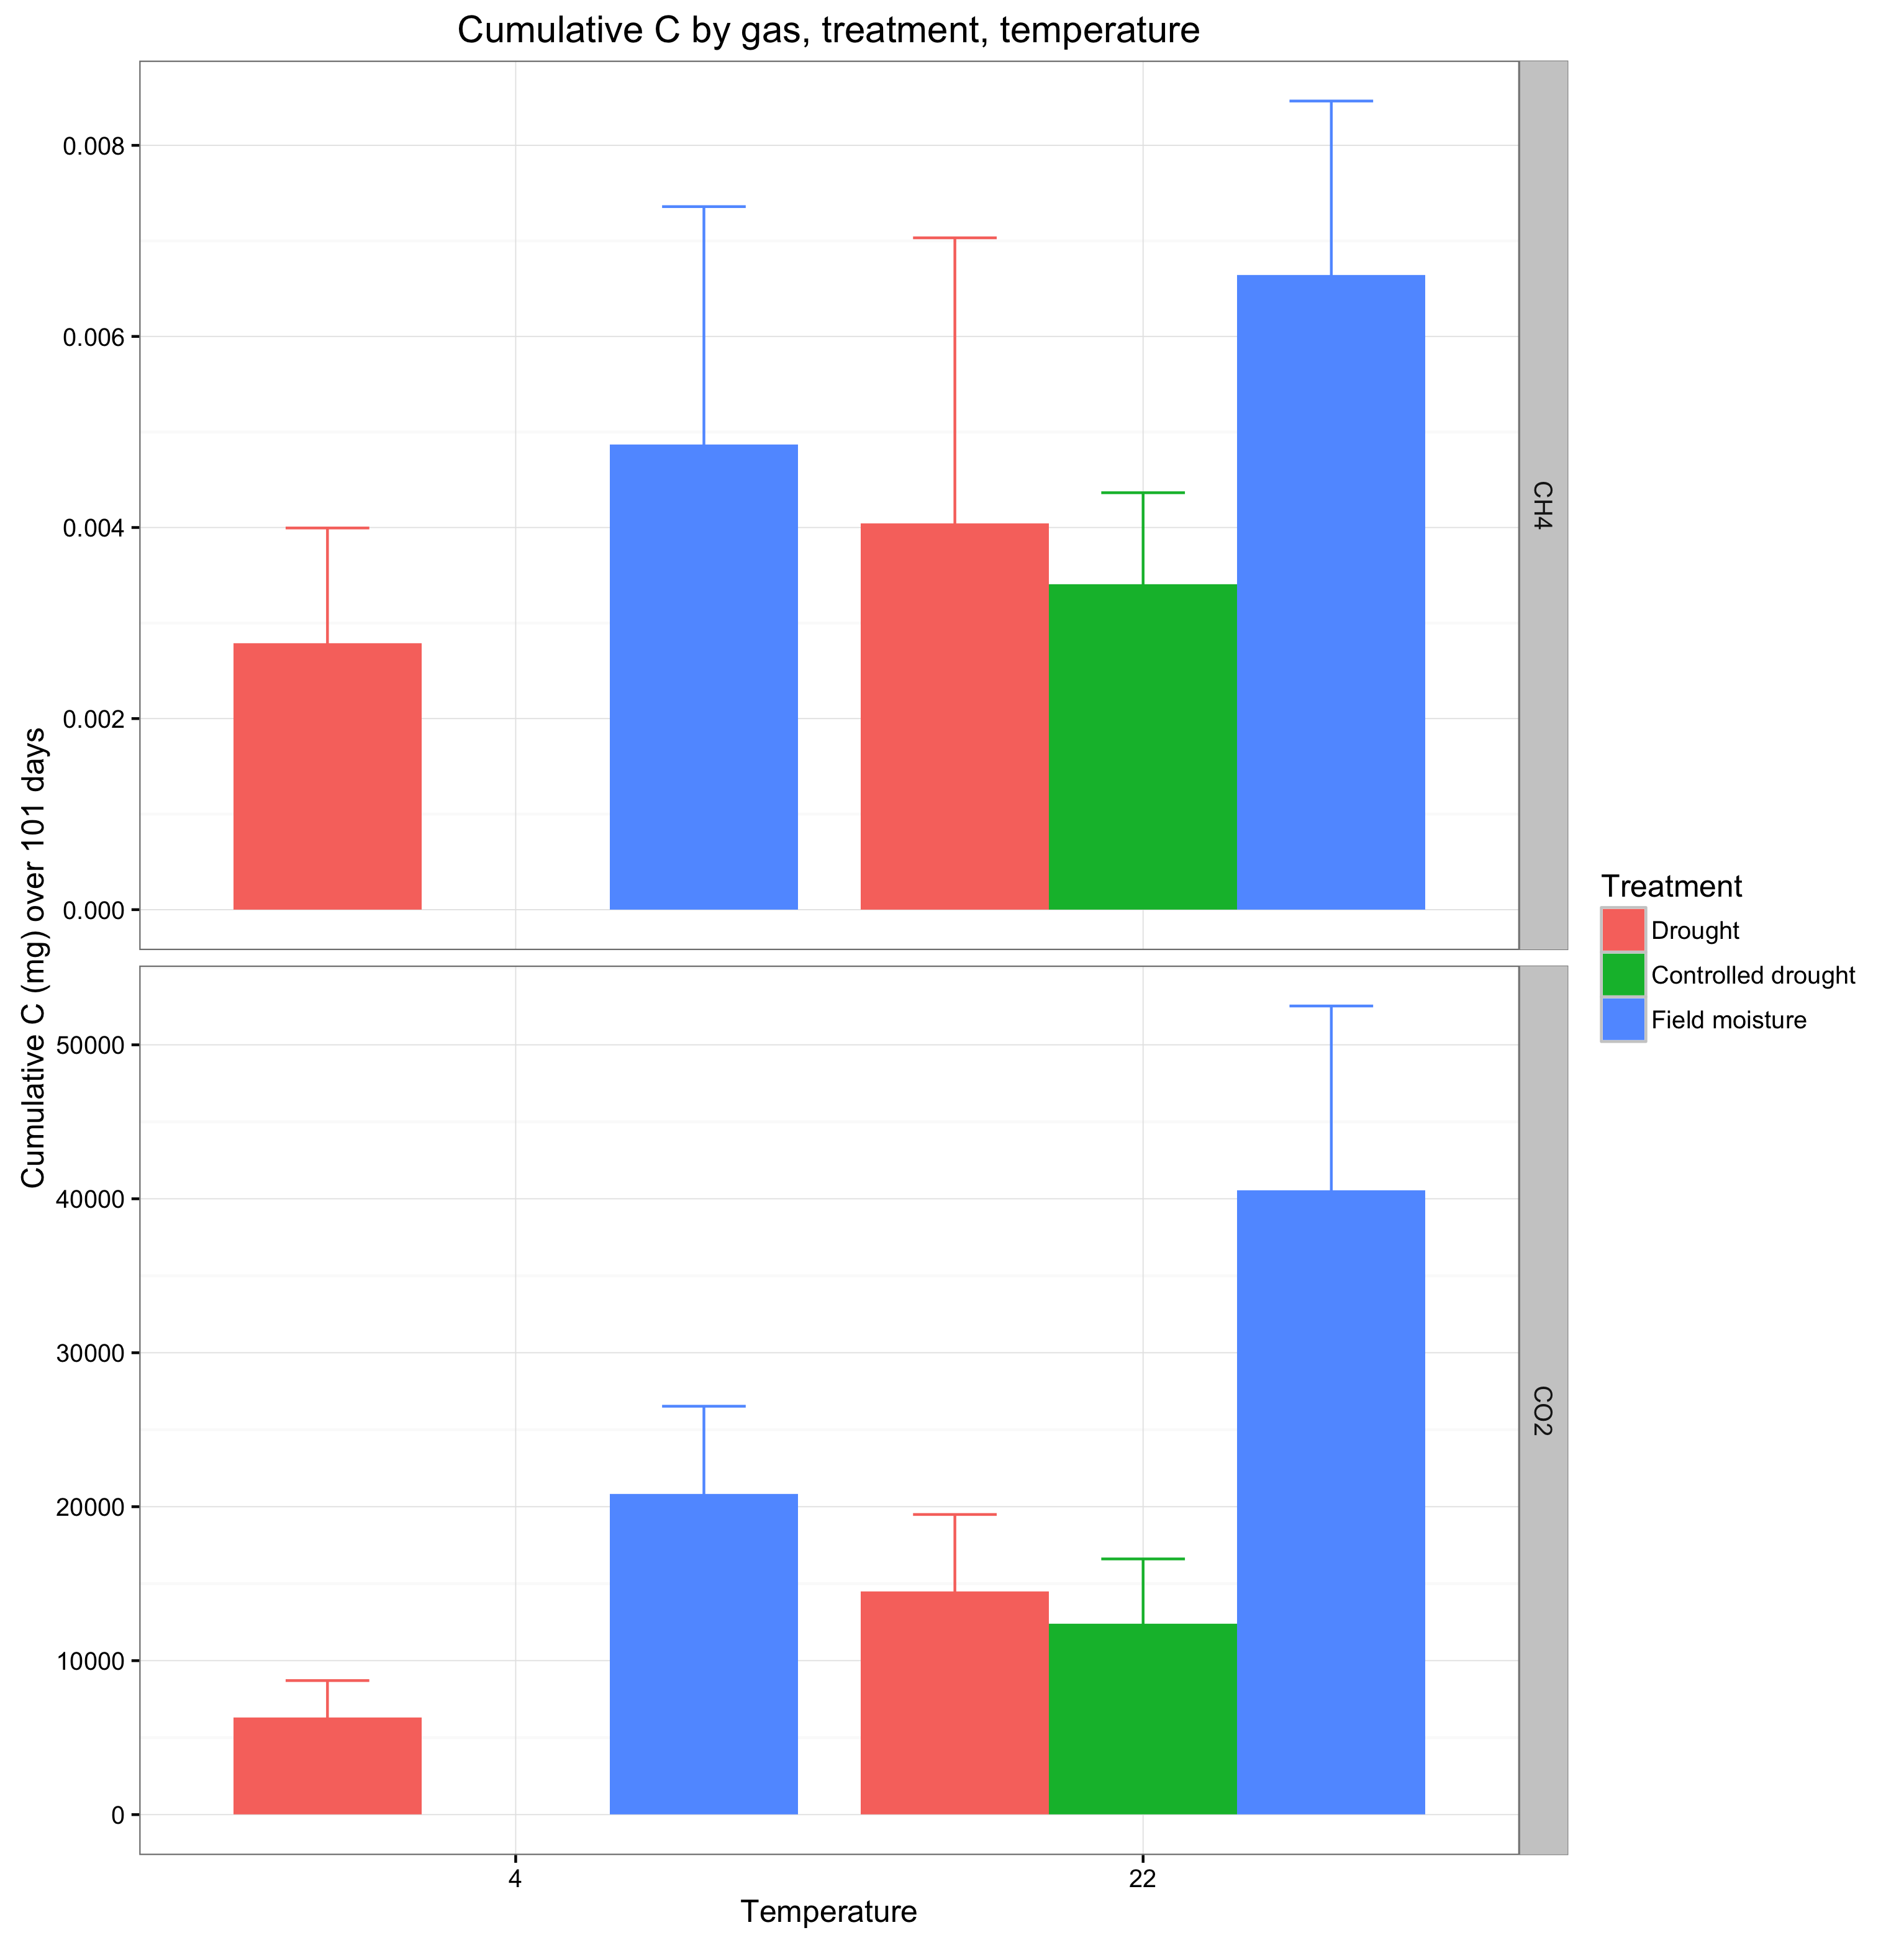 Cumulative C by gas, treatment, temperature
Cumulative C (mg) over 101 days
0.008
0.006
0.004
0.002
0.000
CH4
50000
40000
30000
20000
10000
0
CO2
4
22
Temperature
Treatment
Drought
Controlled drought
Field moisture